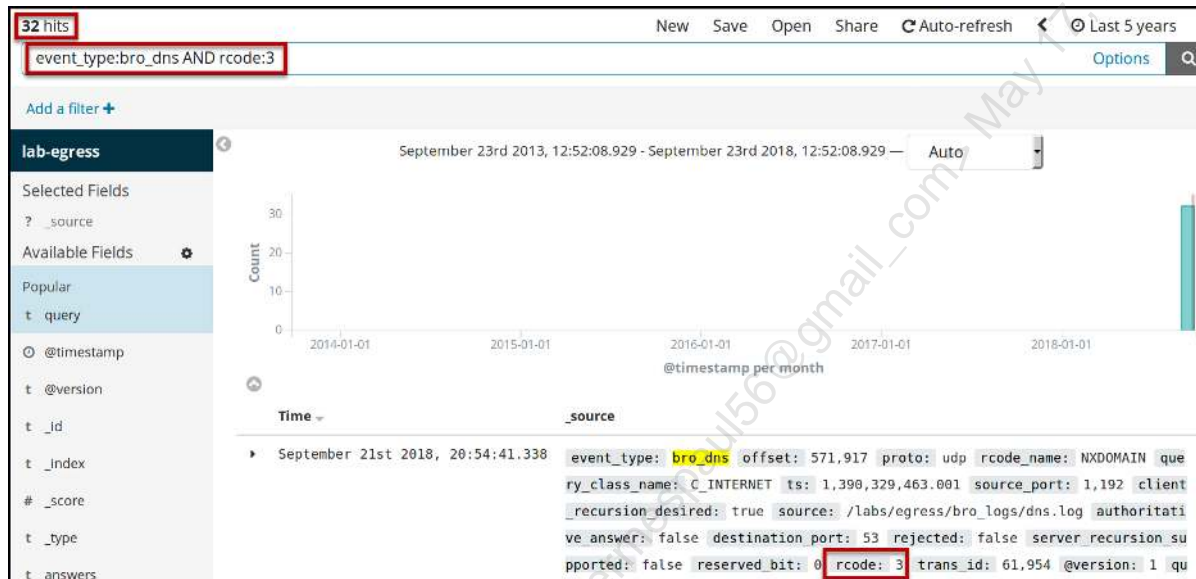 32 hits New Save Open Share Auto-refresh Last 5 years
event_type:bro_dns AND rcode:3 Options
Add a filter +
lab-egress
September 23rd 2013, 12:52:08.929 - September 23rd 2018, 12:52:08.929 — Auto
Selected Fields
? _source
Available Fields
Popular
t query
@timestamp
t @version
t _id
t _index
# _score
t _type
t answers
Count
30
20
10
0
2014-01-01 2015-01-01 2016-01-01 2017-01-01 2018-01-01
@timestamp per month
Time _source
September 21st 2018, 20:54:41.338 event_type: bro_dns offset: 571,917 proto: udp rcode_name: NXDOMAIN que
ry_class_name: C_INTERNET ts: 1,390,329,463.001 source_port: 1,192 client
_recursion_desired: true source: /labs/egress/bro_logs/dns.log authoritati
ve_answer: false destination_port: 53 rejected: false server_recursion_su
pported: false reserved_bit: 0 rcode: 3 trans_id: 61,954 @version: 1 qu